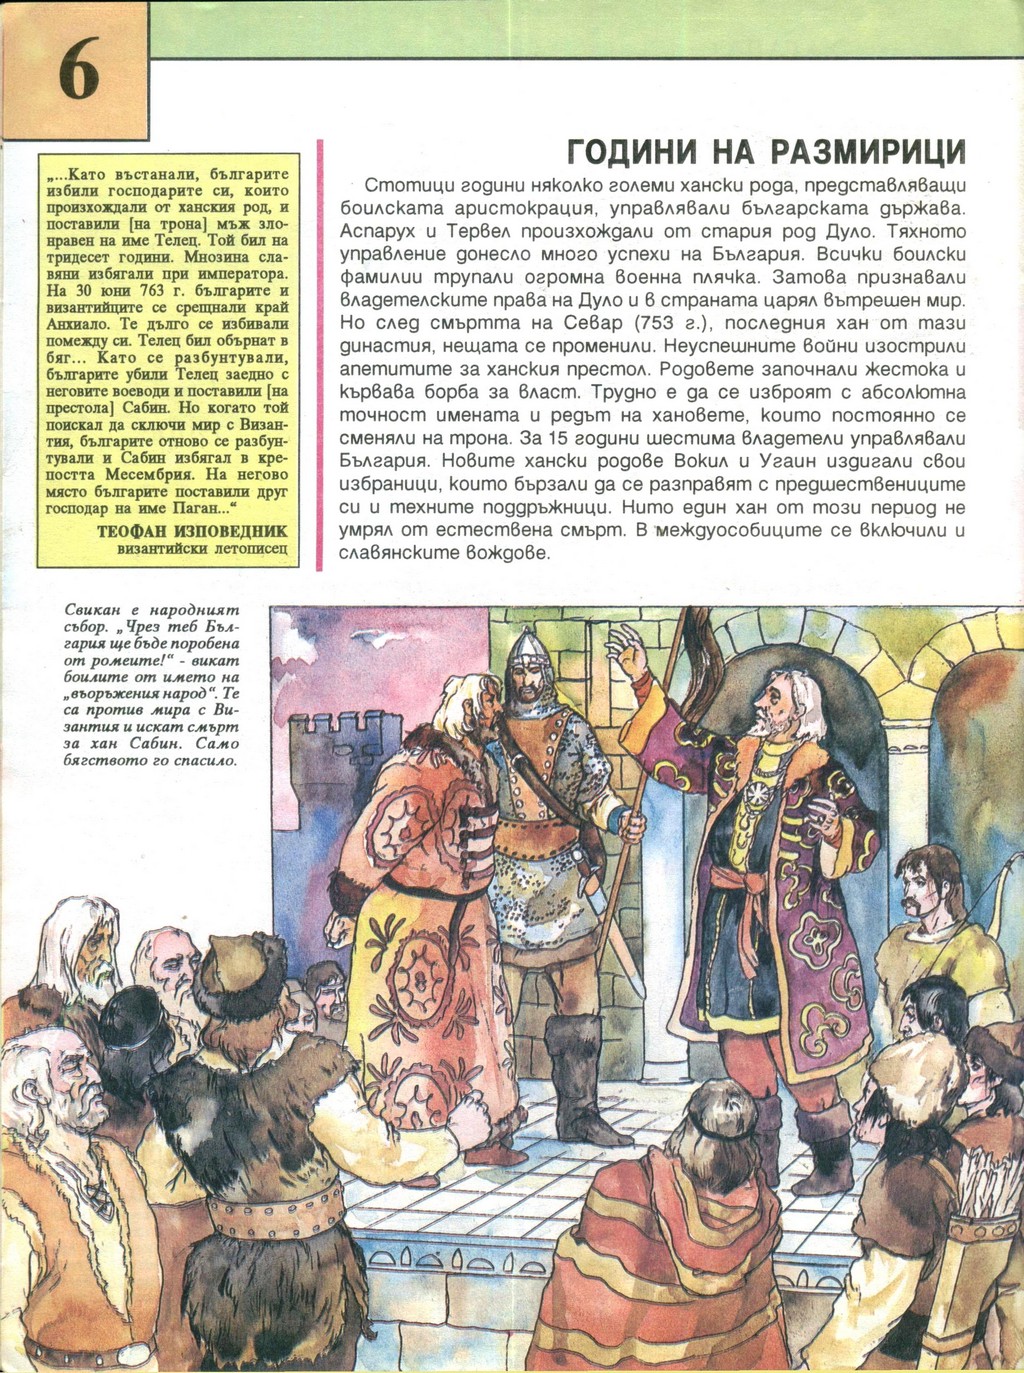 6
„...Като въстанали, българите
избили господарите си, които
произхождали от ханския род, и
поставили [на трона] мъж зло-
нравен на име Телец. Той бил на
тридесет години. Мнозина сла-
вяни избягали при императора.
На 30 юни 763 г. българите и
византийците се срещнали край
Анхиало. Те дълго се избивали
помежду си. Телец бил обърнат в
бяг... Като се разбунтували,
българите убили Телец заедно с
неговите воеводи и поставили [на
престола] Сабин. Но когато той
поискал да сключи мир с Визан-
тия, българите отново се разбун-
тували и Сабин избягал в кре-
постта Месемврия. На негово
място българите поставили друг
господар на име Паган...“
ТЕОФАН ИЗПОВЕДНИК
византийски летописец
ГОДИНИ НА РАЗМИРИЦИ
Стотици години няколко големи хански рода, представляващи
боилската аристокрация, управлявали българската държава.
Аспарух и Тервел произхождали от стария род Дуло. Тяхното
управление донесло много успехи на България. Всички боилски
фамилии трупали огромна военна плячка. Затова признавали
владетелските права на Дуло и в страната царял вътрешен мир.
Но след смъртта на Севар (753 г.), последния хан от тази
династия, нещата се променили. Неуспешните войни изострили
апетитите за ханския престол. Родовете започнали жестока и
кървава борба за власт. Трудно е да се изброят с абсолютна
точност имената и редът на хановете, които постоянно се
сменяли на трона. За 15 години шестима владетели управлявали
България. Новите хански родове Вокил и Угаин издигали свои
избраници, които бързали да се разправят с предшествениците
си и техните поддръжници. Нито един хан от този период не
умрял от естествена смърт. В междуособиците се включили и
славянските вождове.
Свикан е народният
събор. „Чрез теб Бъл-
гария ще бъде поробена
от ромеите!“ - викат
боилите от името на
„въоръжения народ“. Те
са против мира с Ви-
зантия и искат смърт
за хан Сабин. Само
бягството го спасило.